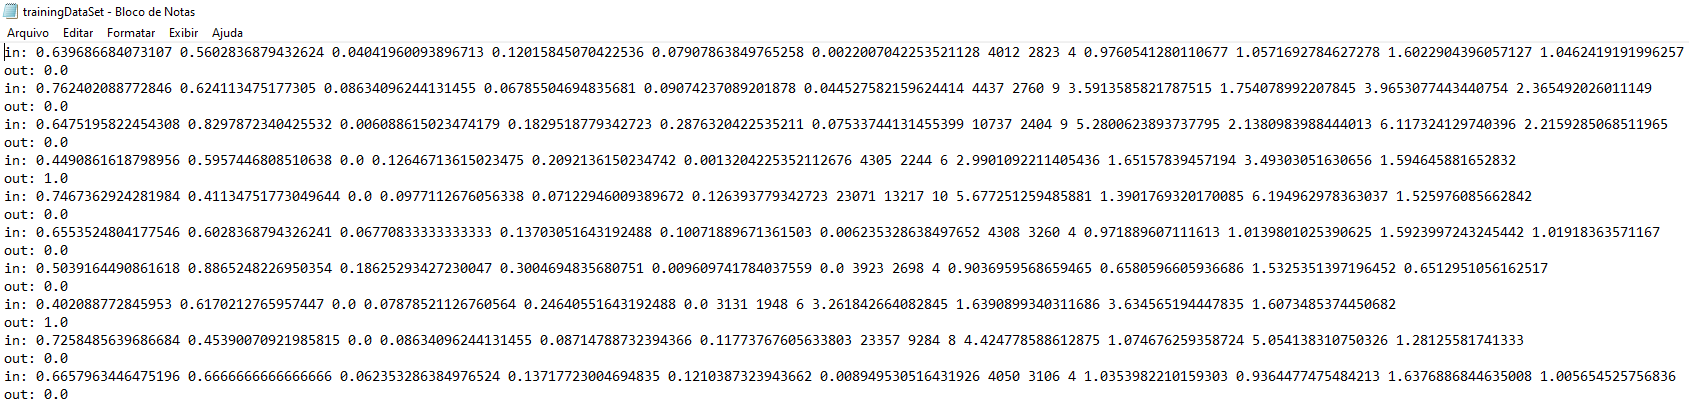 trainingDataSet - Bloco de Notas
Arquivo Editar Formatar Exibir Ajuda
in: 0.639686684073107 0.5602836879432624 0.04041960093896713 0.12015845070422536 0.07907863849765258 0.0022007042253521128 4012 2823 4 0.9760541280110677 1.0571692784627278 1.6022904396057127 1.0462419191996257
out: 0.0
in: 0.762402088772846 0.624113475177305 0.08634096244131455 0.06785504694835681 0.09074237089201878 0.044527582159624414 4437 2760 9 3.5913585821787515 1.754078992207845 3.9653077443440754 2.365492026011149
out: 0.0
in: 0.6475195822454308 0.8297872340425532 0.006088615023474179 0.1829518779342723 0.2876320422535211 0.07533744131455399 10737 2404 9 5.2800623893737795 2.1380983988444013 6.117324129740396 2.2159285068511965
out: 0.0
in: 0.4490861618798956 0.5957446808510638 0.0 0.12646713615023475 0.2092136150234742 0.0013204225352112676 4305 2244 6 2.9901092211405436 1.65157839457194 3.49303051630656 1.594645881652832
out: 1.0
in: 0.7467362924281984 0.41134751773049644 0.0 0.0977112676056338 0.07122946009389672 0.126393779342723 23071 13217 10 5.677251259485881 1.3901769320170085 6.194962978363037 1.525976085662842
out: 0.0
in: 0.6553524804177546 0.6028368794326241 0.06770833333333333 0.13703051643192488 0.10071889671361503 0.006235328638497652 4308 3260 4 0.971889607111613 1.0139801025390625 1.5923997243245442 1.01918363571167
out: 0.0
in: 0.5039164490861618 0.8865248226950354 0.18625293427230047 0.3004694835680751 0.009609741784037559 0.0 3923 2698 4 0.9036959568659465 0.6580596605936686 1.5325351397196452 0.6512951056162517
out: 0.0
in: 0.402088772845953 0.6170212765957447 0.0 0.07878521126760564 0.24640551643192488 0.0 3131 1948 6 3.261842664082845 1.6390899340311686 3.634565194447835 1.6073485374450682
out: 1.0
in: 0.7258485639686684 0.45390070921985815 0.0 0.08634096244131455 0.08714788732394366 0.11773767605633803 23357 9284 8 4.424778588612875 1.074676259358724 5.054138310750326 1.28125581741333
out: 0.0
in: 0.6657963446475196 0.6666666666666666 0.062353286384976524 0.13717723004694835 0.1210387323943662 0.008949530516431926 4050 3106 4 1.0353982210159303 0.9364477475484213 1.6376886844635008 1.005654525756836
out: 0.0